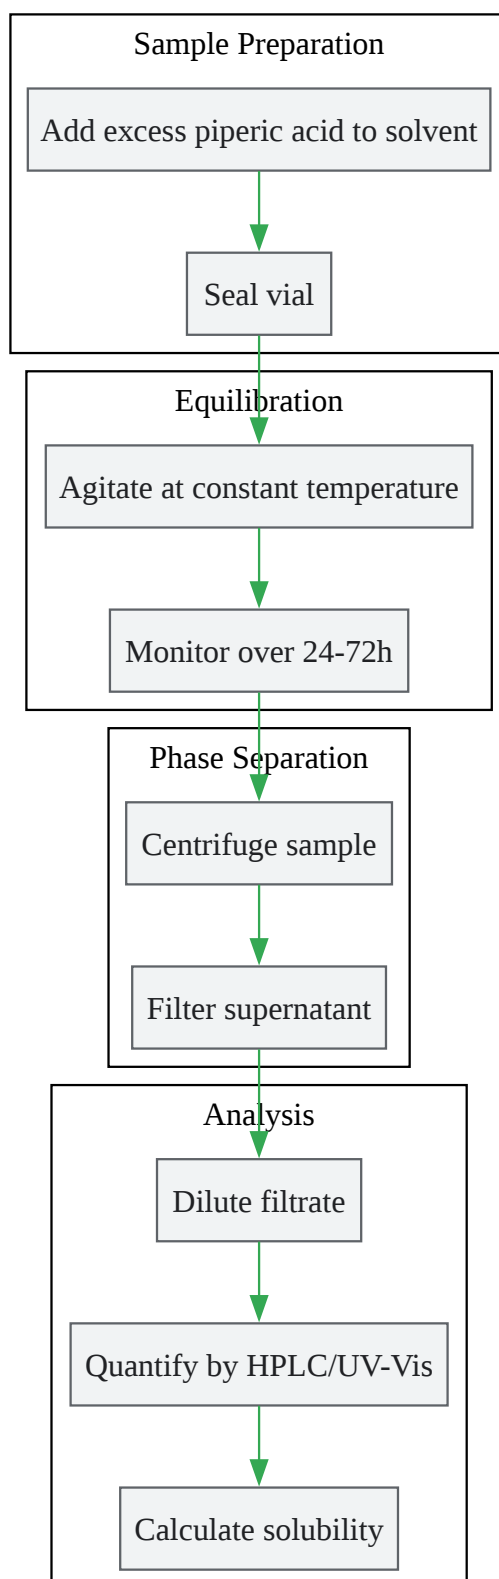 Sample Preparation
Add excess piperic acid to solvent
Seal vial
Equilibration
Agitate at constant temperature
Monitor over 24-72h
Phase Separation
Centrifuge sample
Filter supernatant
Analysis
Dilute filtrate
Quantify by HPLC/UV-Vis
Calculate solubility